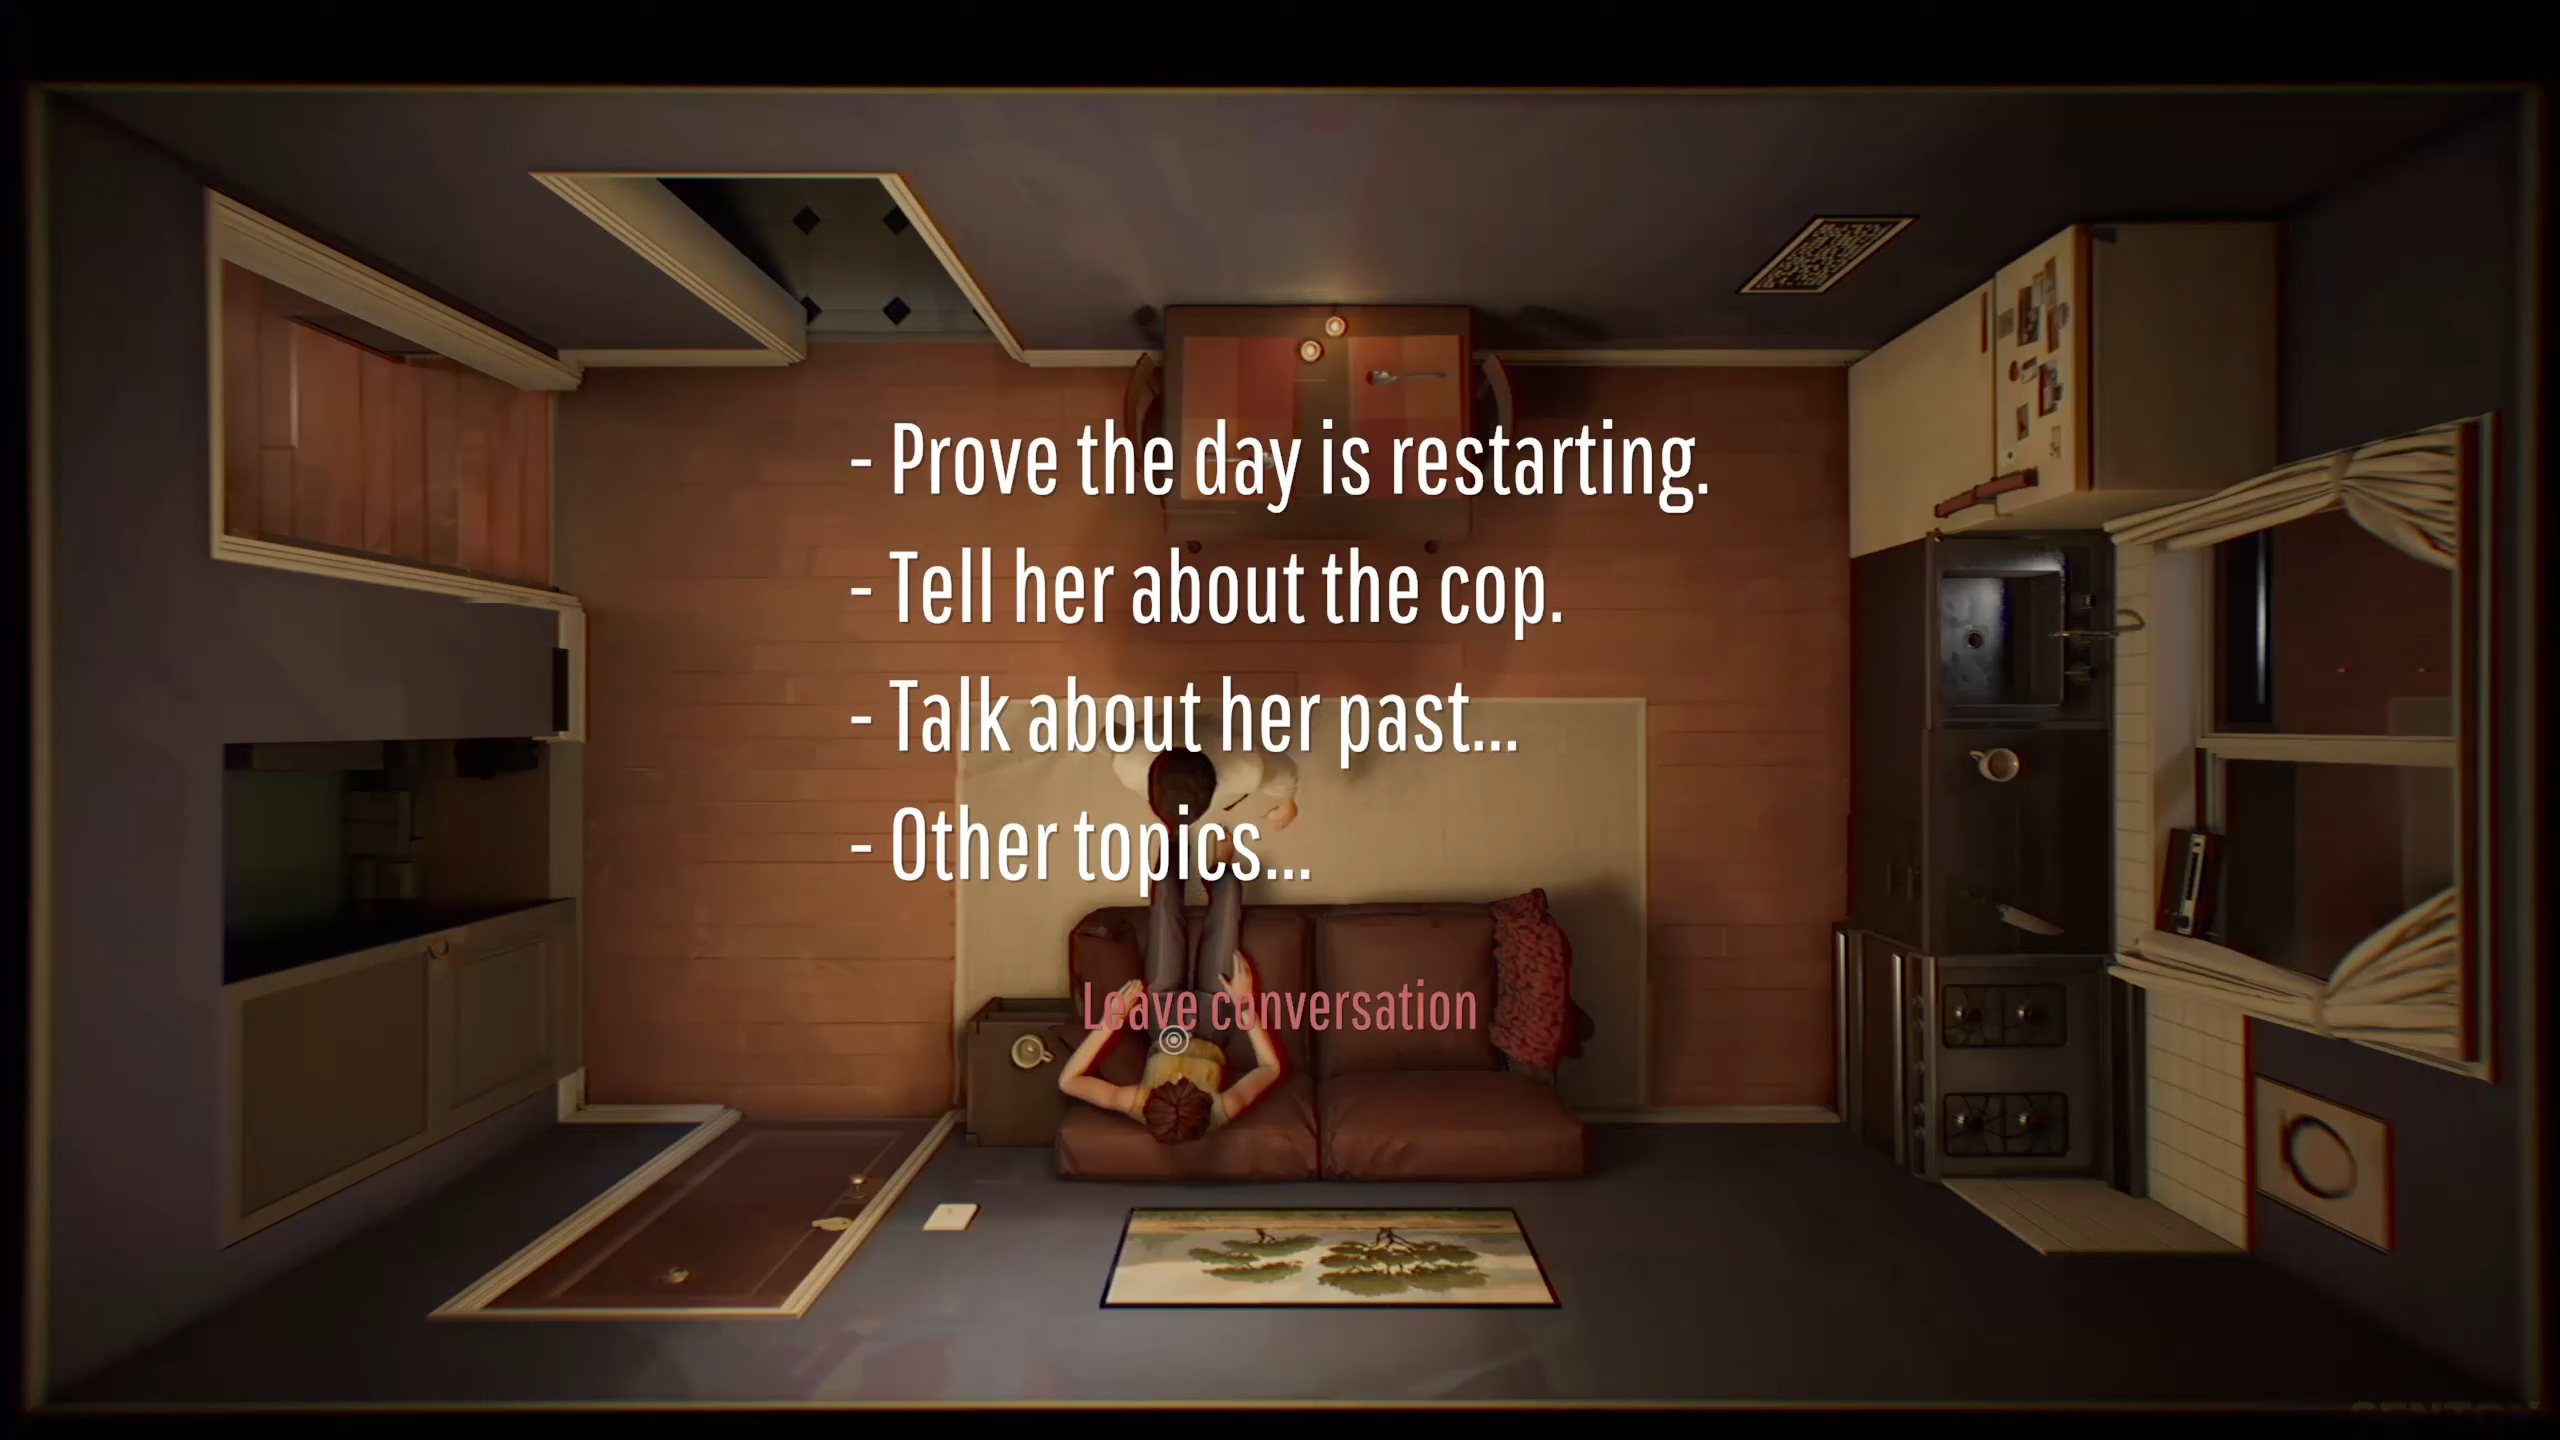 - Prove the day is restarting.
- Tell her about the cop.
- Talk about her past...
- Other topics...
Leave conversation